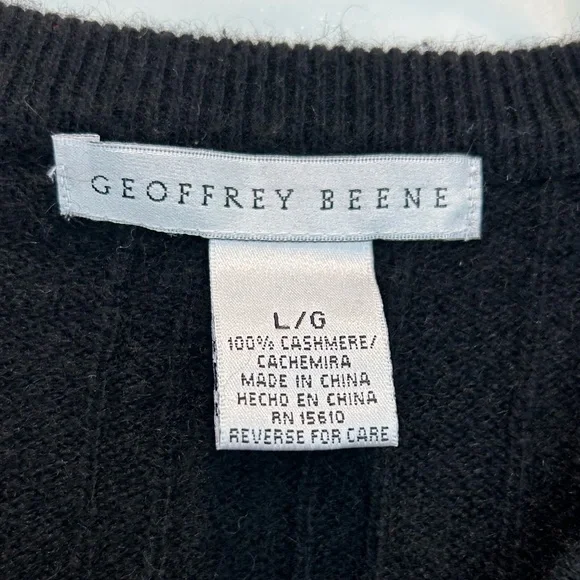 GEOFFREY BEENE
L/G
100% CASHMERE/
CACHEMIRA
MADE IN CHINA
HECHO EN CHINA
RN 15610
REVERSE FOR CARE